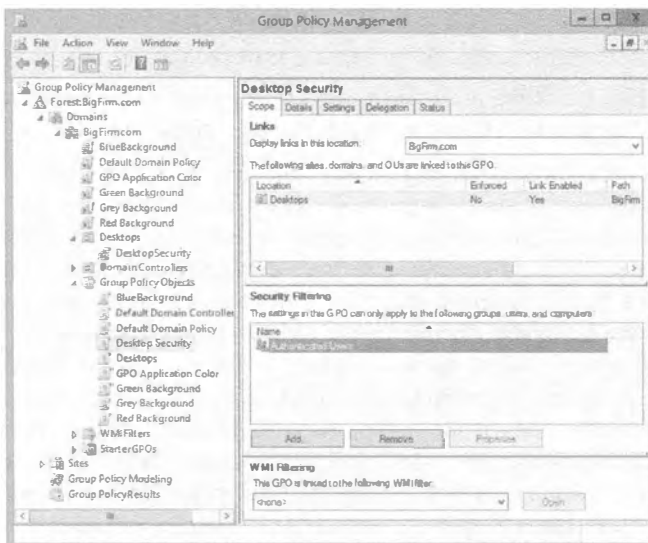 Group Policy Management
File Action View Window Help
Group Policy Management
Forest:BigFirm.com
Domains
BigFirm.com
BlueBackground
Default Domain Policy
GPO Application Color
Green Background
Grey Background
Red Background
Desktops
Desktop Security
Domain Controllers
Group Policy Objects
BlueBackground
Default Domain Controller
Default Domain Policy
Desktop Security
Desktops
GPO Application Color
Green Background
Grey Background
Red Background
WMI Filters
StarterGPOs
Sites
Group Policy Modeling
Group Policy Results
Desktop Security
Scope Details Settings Delegation Status
Links
Display links in this location: BigFirm.com
The following sites, domains, and OUs are linked to this GPO.
Location Enforced Link Enabled Path
Desktops No Yes BigFirm
Security Filtering
The settings in this GPO can only apply to the following groups, users, and computers
Name
Authenticated Users
Add... Remove Properties
WMI Filtering
This GPO is linked to the following WMI filter:
<none> Open